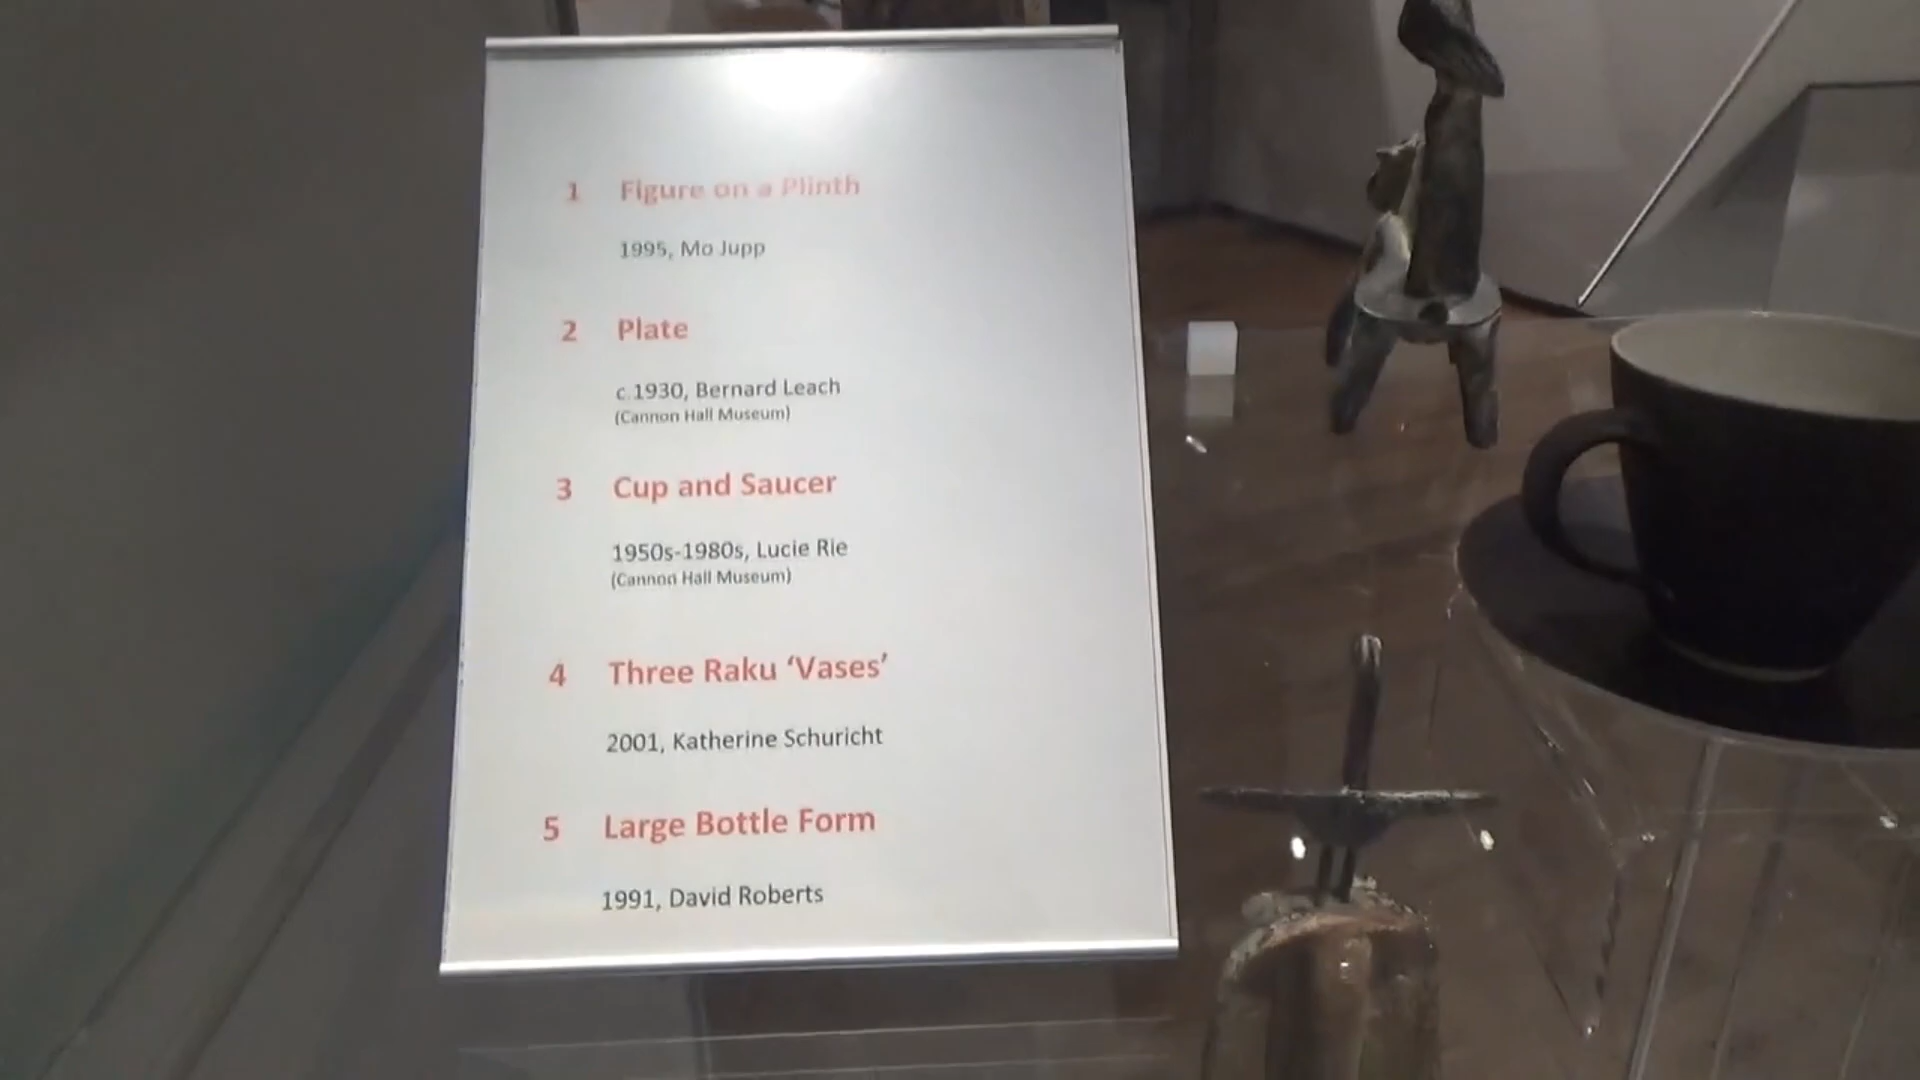 1 Figure on a Plinth
1995, Mo Jupp
2 Plate
c.1930, Bernard Leach
(Cannon Hall Museum)
3 Cup and Saucer
1950s-1980s, Lucie Rie
(Cannon Hall Museum)
4 Three Raku ‘Vases’
2001, Katherine Schuricht
5 Large Bottle Form
1991, David Roberts